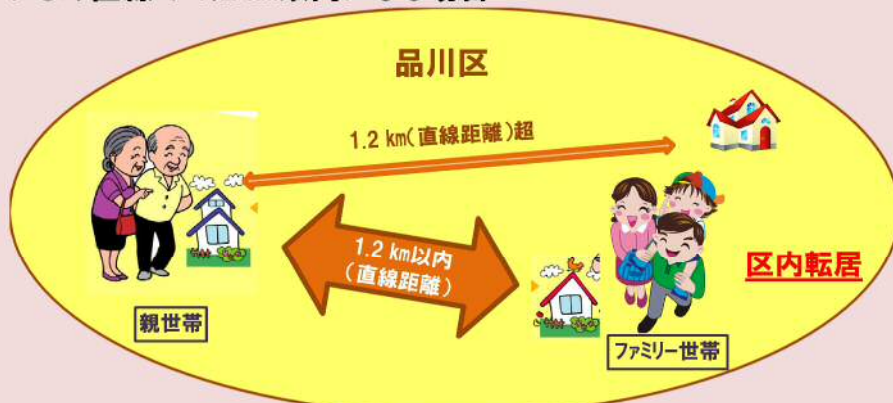 品川区
1.2 km(直線距離)超
1.2 km以内
(直線距離)
区内転居
親世帯
ファミリー世帯